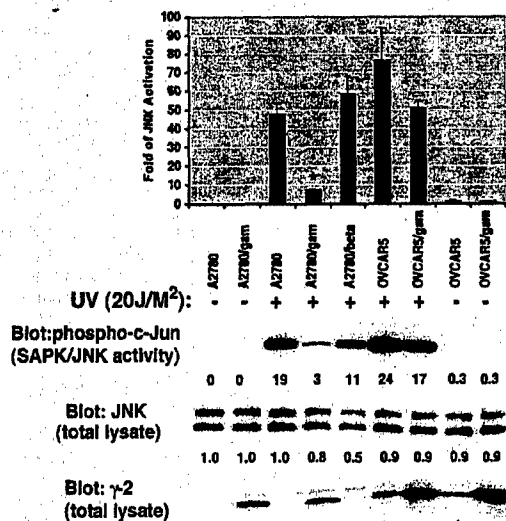 100
90
80
70
60
50
40
30
20
10
0
Fold of JNK Activation
A2780
A2780/gam
A2780
A2780/gam
A2780/beta
OVCAR5
OVCAR5/gam
OVCAR5
OVCAR5/gam
UV (20J/M²): - - + + + + + - -
Blot:phospho-c-Jun
(SAPK/JNK activity)
0 0 19 3 11 24 17 0.3 0.3
Blot: JNK
(total lysate)
1.0 1.0 1.0 0.8 0.5 0.9 0.9 0.9 0.9
Blot: γ-2
(total lysate)